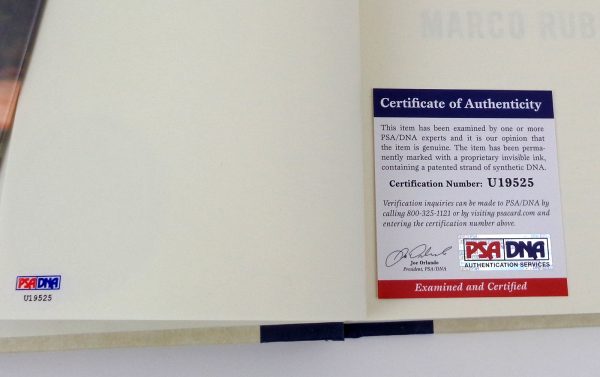 MARCO RUB
Certificate of Authenticity
This item has been examined by one or more
PSA/DNA experts and it is our opinion that
the item is genuine. The item has been perma-
nently marked with a proprietary invisible ink,
containing a patented strand of synthetic DNA.
Certification Number: U19525
Verification inquiries can be made to PSA/DNA by
calling 800-325-1121 or by visiting psacard.com and
entering the certification number above.
Joe Orlando
President, PSA/DNA
PSA DNA
AUTHENTICATION SERVICES
Examined and Certified
PSA DNA
U19525